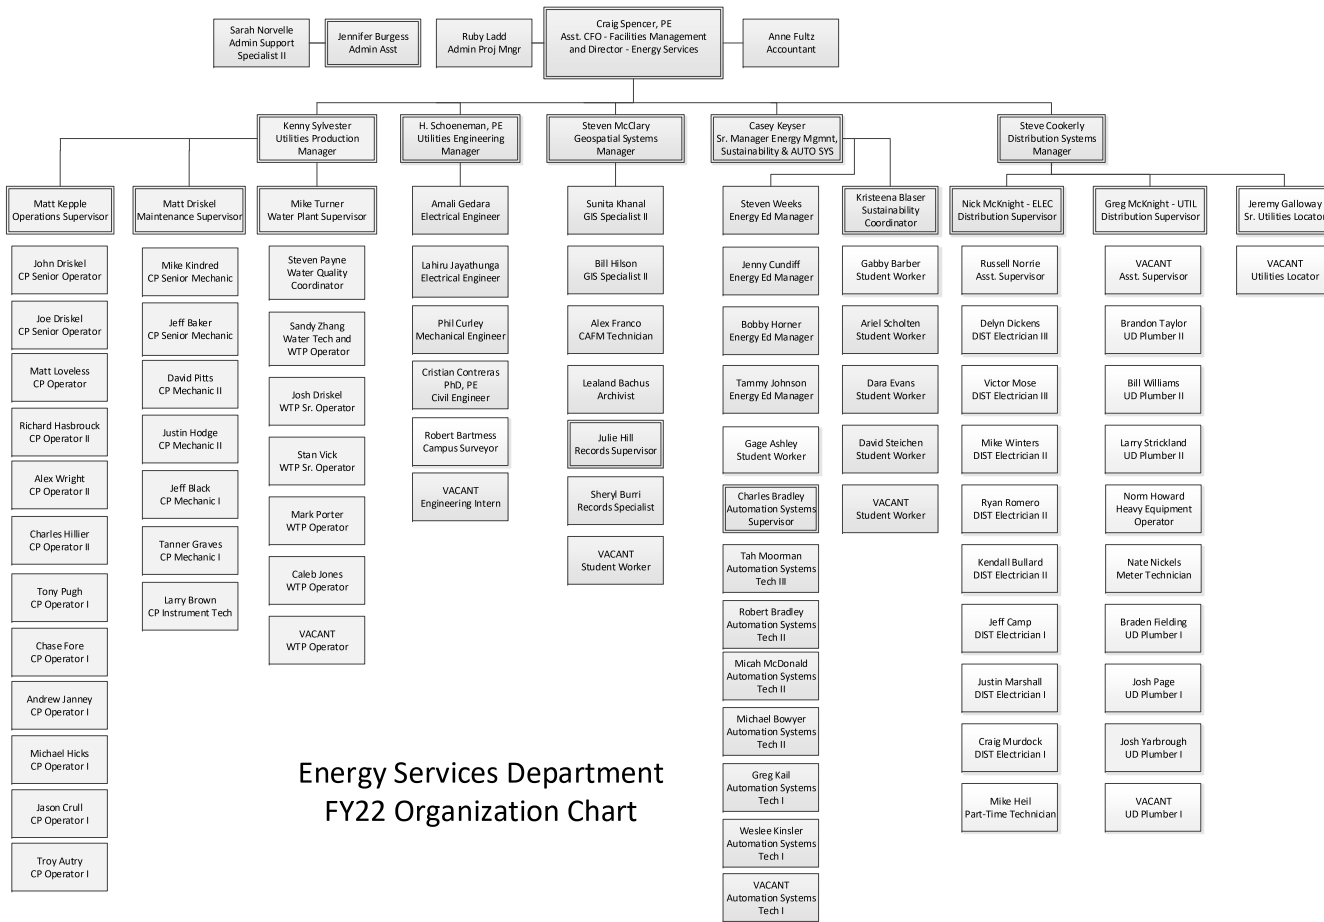 Sarah Norvelle
Admin Support
Specialist II
Jennifer Burgess
Admin Asst
Ruby Ladd
Admin Proj Mngr
Craig Spencer, PE
Asst. CFO - Facilities Management
and Director - Energy Services
Anne Fultz
Accountant
Kenny Sylvester
Utilities Production
Manager
H. Schoeneman, PE
Utilities Engineering
Manager
Steven McClary
Geospatial Systems
Manager
Casey Keyser
Sr. Manager Energy Mgmnt,
Sustainability & AUTO SYS
Steve Cookerly
Distribution Systems
Manager
Matt Kepple
Operations Supervisor
John Driskel
CP Senior Operator
Joe Driskel
CP Senior Operator
Matt Loveless
CP Operator
Richard Hasbrouck
CP Operator II
Alex Wright
CP Operator II
Charles Hillier
CP Operator II
Tony Pugh
CP Operator I
Chase Fore
CP Operator I
Andrew Janney
CP Operator I
Michael Hicks
CP Operator I
Jason Crull
CP Operator I
Troy Autry
CP Operator I
Matt Driskel
Maintenance Supervisor
Mike Kindred
CP Senior Mechanic
Jeff Baker
CP Senior Mechanic
David Pitts
CP Mechanic II
Justin Hodge
CP Mechanic II
Jeff Black
CP Mechanic I
Tanner Graves
CP Mechanic I
Larry Brown
CP Instrument Tech
Mike Turner
Water Plant Supervisor
Steven Payne
Water Quality
Coordinator
Sandy Zhang
Water Tech and
WTP Operator
Josh Driskel
WTP Sr. Operator
Stan Vick
WTP Sr. Operator
Mark Porter
WTP Operator
Caleb Jones
WTP Operator
VACANT
WTP Operator
Amali Gedara
Electrical Engineer
Lahiru Jayathunga
Electrical Engineer
Phil Curley
Mechanical Engineer
Cristian Contreras
PhD, PE
Civil Engineer
Robert Bartmess
Campus Surveyor
VACANT
Engineering Intern
Sunita Khanal
GIS Specialist II
Bill Hilson
GIS Specialist II
Alex Franco
CAFM Technician
Lealand Bachus
Archivist
Julie Hill
Records Supervisor
Sheryl Burri
Records Specialist
VACANT
Student Worker
Steven Weeks
Energy Ed Manager
Jenny Cundiff
Energy Ed Manager
Bobby Horner
Energy Ed Manager
Tammy Johnson
Energy Ed Manager
Gage Ashley
Student Worker
Charles Bradley
Automation Systems
Supervisor
Tah Moorman
Automation Systems
Tech III
Robert Bradley
Automation Systems
Tech II
Micah McDonald
Automation Systems
Tech II
Michael Bowyer
Automation Systems
Tech II
Greg Kail
Automation Systems
Tech I
Weslee Kinsler
Automation Systems
Tech I
VACANT
Automation Systems
Tech I
Kristeena Blaser
Sustainability
Coordinator
Gabby Barber
Student Worker
Ariel Scholten
Student Worker
Dara Evans
Student Worker
David Steichen
Student Worker
VACANT
Student Worker
Nick McKnight - ELEC
Distribution Supervisor
Russell Norrie
Asst. Supervisor
Delyn Dickens
DIST Electrician III
Victor Mose
DIST Electrician III
Mike Winters
DIST Electrician II
Ryan Romero
DIST Electrician II
Kendall Bullard
DIST Electrician II
Jeff Camp
DIST Electrician I
Justin Marshall
DIST Electrician I
Craig Murdock
DIST Electrician I
Mike Heil
Part-Time Technician
Greg McKnight - UTIL
Distribution Supervisor
VACANT
Asst. Supervisor
Brandon Taylor
UD Plumber II
Bill Williams
UD Plumber II
Larry Strickland
UD Plumber II
Norm Howard
Heavy Equipment
Operator
Nate Nickels
Meter Technician
Braden Fielding
UD Plumber I
Josh Page
UD Plumber I
Josh Yarbrough
UD Plumber I
VACANT
UD Plumber I
Jeremy Galloway
Sr. Utilities Locator
VACANT
Utilities Locator
Energy Services Department
FY22 Organization Chart